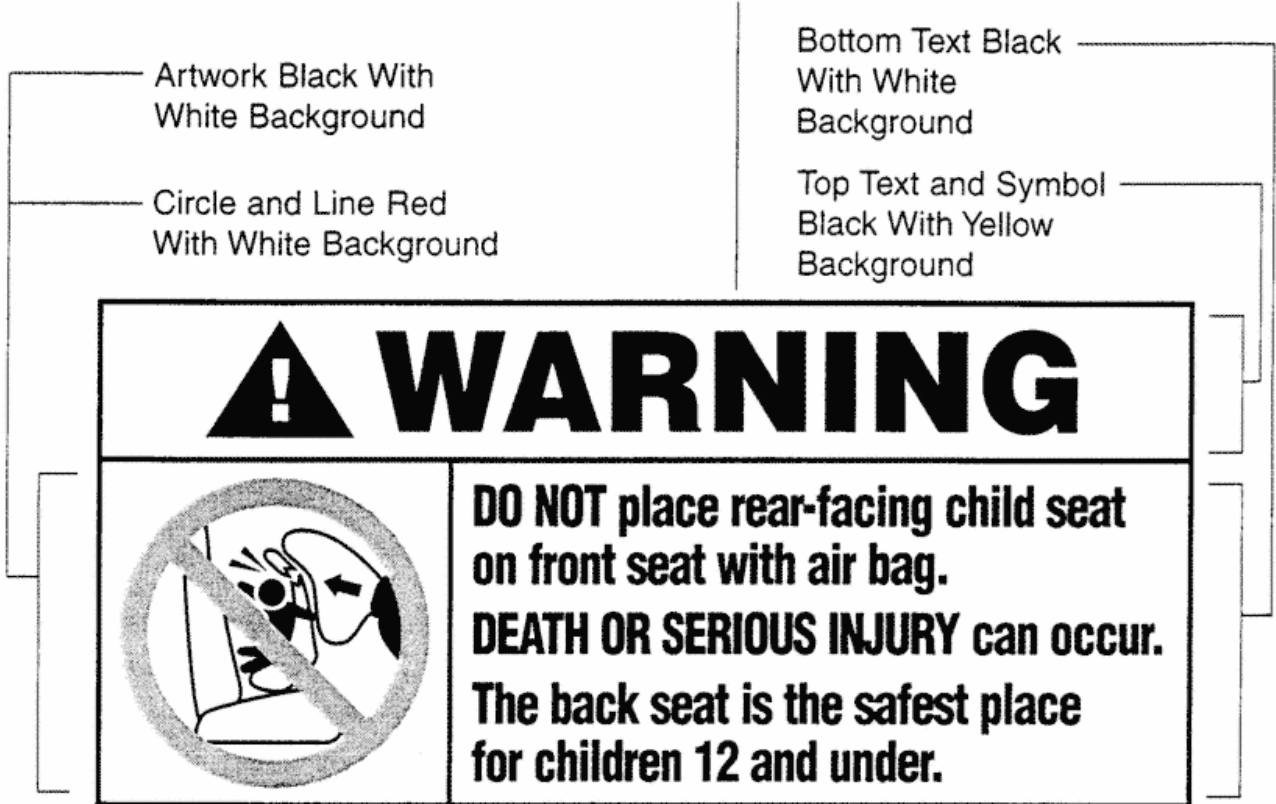 Artwork Black With
White Background
Circle and Line Red
With White Background
Bottom Text Black
With White
Background
Top Text and Symbol
Black With Yellow
Background
! WARNING
DO NOT place rear-facing child seat
on front seat with air bag.
DEATH OR SERIOUS INJURY can occur.
The back seat is the safest place
for children 12 and under.